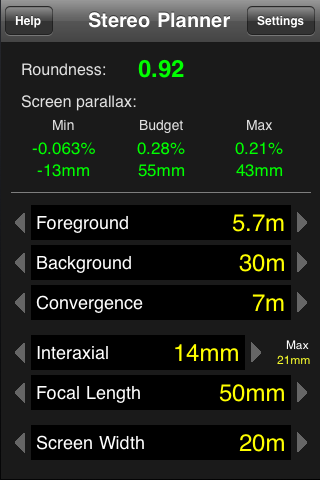 Help Stereo Planner Settings
Roundness: 0.92
Screen parallax:
Min Budget Max
-0.063% 0.28% 0.21%
-13mm 55mm 43mm
Foreground 5.7m
Background 30m
Convergence 7m
Interaxial 14mm Max
21mm
Focal Length 50mm
Screen Width 20m